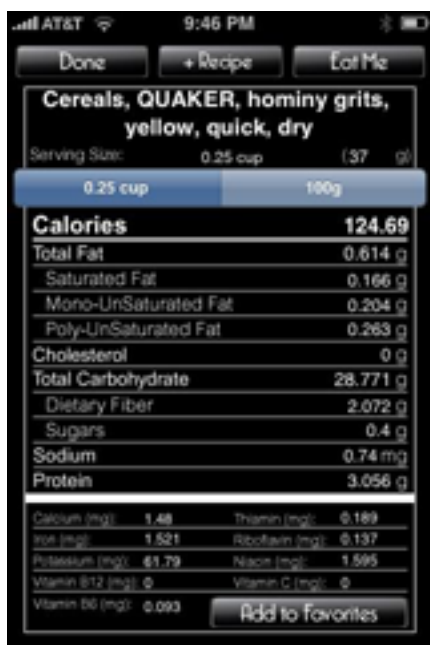 AT&T 9:46 PM
Done + Recipe Eat Me
Cereals, QUAKER, hominy grits,
yellow, quick, dry
Serving Size: 0.25 cup (37 g)
0.25 cup 100g
Calories 124.69
Total Fat 0.614 g
Saturated Fat 0.166 g
Mono-UnSaturated Fat 0.204 g
Poly-UnSaturated Fat 0.263 g
Cholesterol 0 g
Total Carbohydrate 28.771 g
Dietary Fiber 2.072 g
Sugars 0.4 g
Sodium 0.74 mg
Protein 3.056 g
Calcium (mg): 1.48 Thiamin (mg): 0.189
Iron (mg): 1.521 Riboflavin (mg): 0.137
Potassium (mg): 61.79 Niacin (mg): 1.595
Vitamin B12 (mg): 0 Vitamin C (mg): 0
Vitamin B6 (mg): 0.093 Add to Favorites